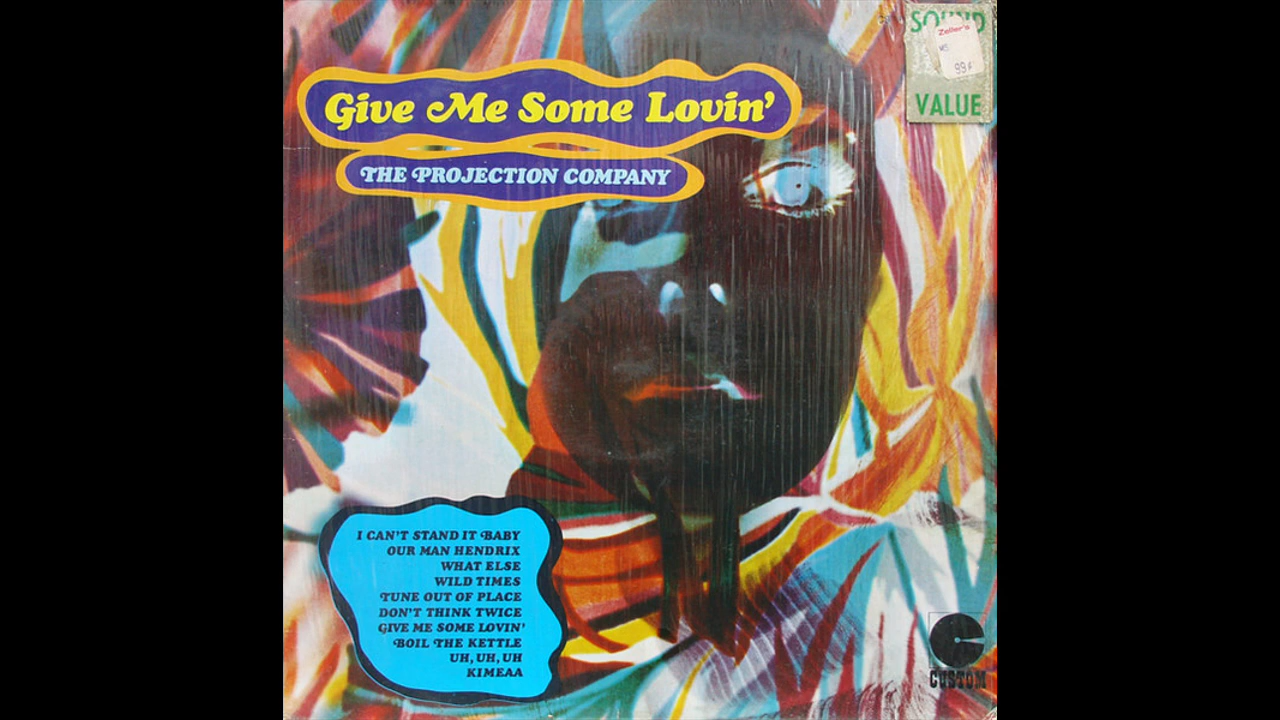 Give Me Some Lovin'
THE PROJECTION COMPANY
SOUND
Zeller's
99¢
VALUE
I CAN'T STAND IT BABY
OUR MAN HENDRIX
WHAT ELSE
WILD TIMES
TUNE OUT OF PLACE
DON'T THINK TWICE
GIVE ME SOME LOVIN'
BOIL THE KETTLE
UH, UH, UH
KIMEAA
CUSTOM